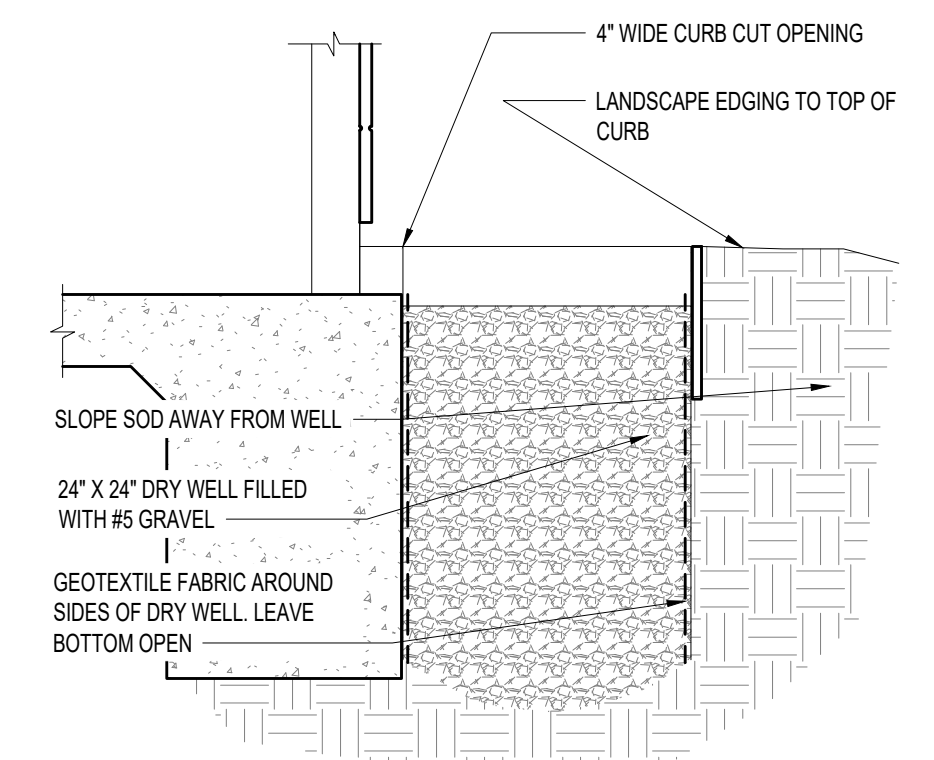 4" WIDE CURB CUT OPENING
LANDSCAPE EDGING TO TOP OF
CURB
SLOPE SOD AWAY FROM WELL
24" X 24" DRY WELL FILLED
WITH #5 GRAVEL
GEOTEXTILE FABRIC AROUND
SIDES OF DRY WELL. LEAVE
BOTTOM OPEN